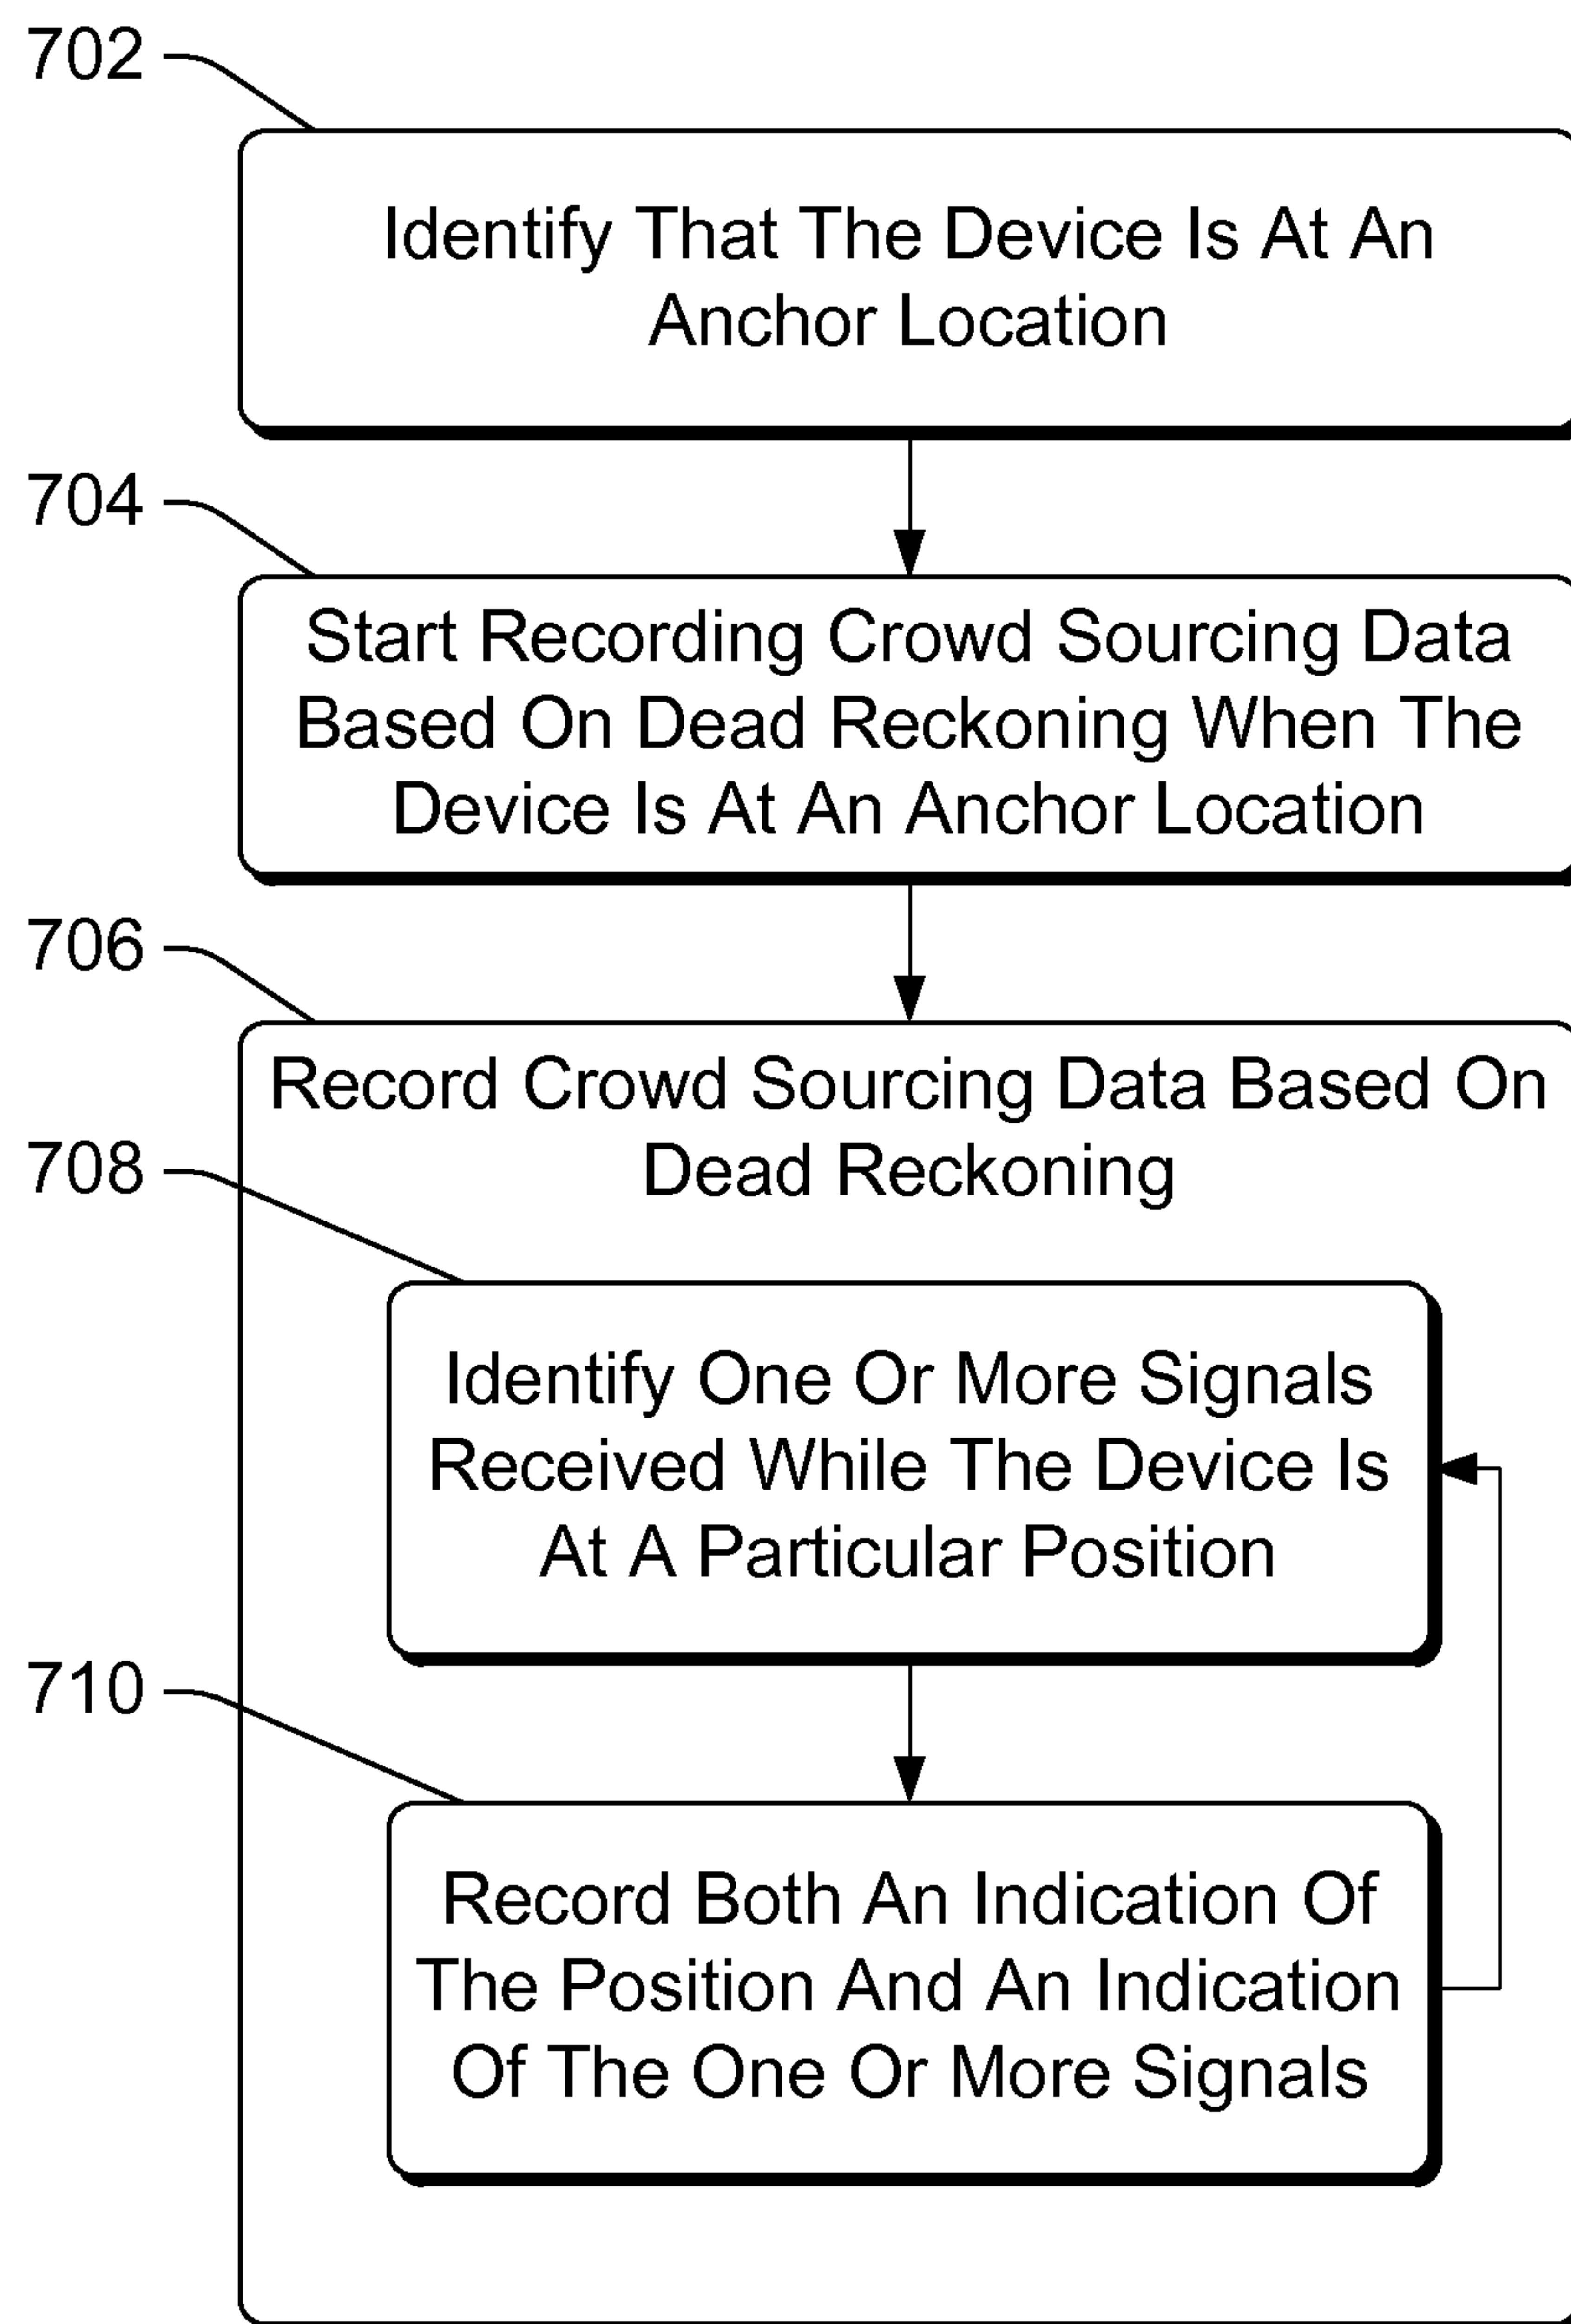 702
Identify That The Device Is At An
Anchor Location
704
Start Recording Crowd Sourcing Data
Based On Dead Reckoning When The
Device Is At An Anchor Location
706
Record Crowd Sourcing Data Based On
Dead Reckoning
708
Identify One Or More Signals
Received While The Device Is
At A Particular Position
710
Record Both An Indication Of
The Position And An Indication
Of The One Or More Signals